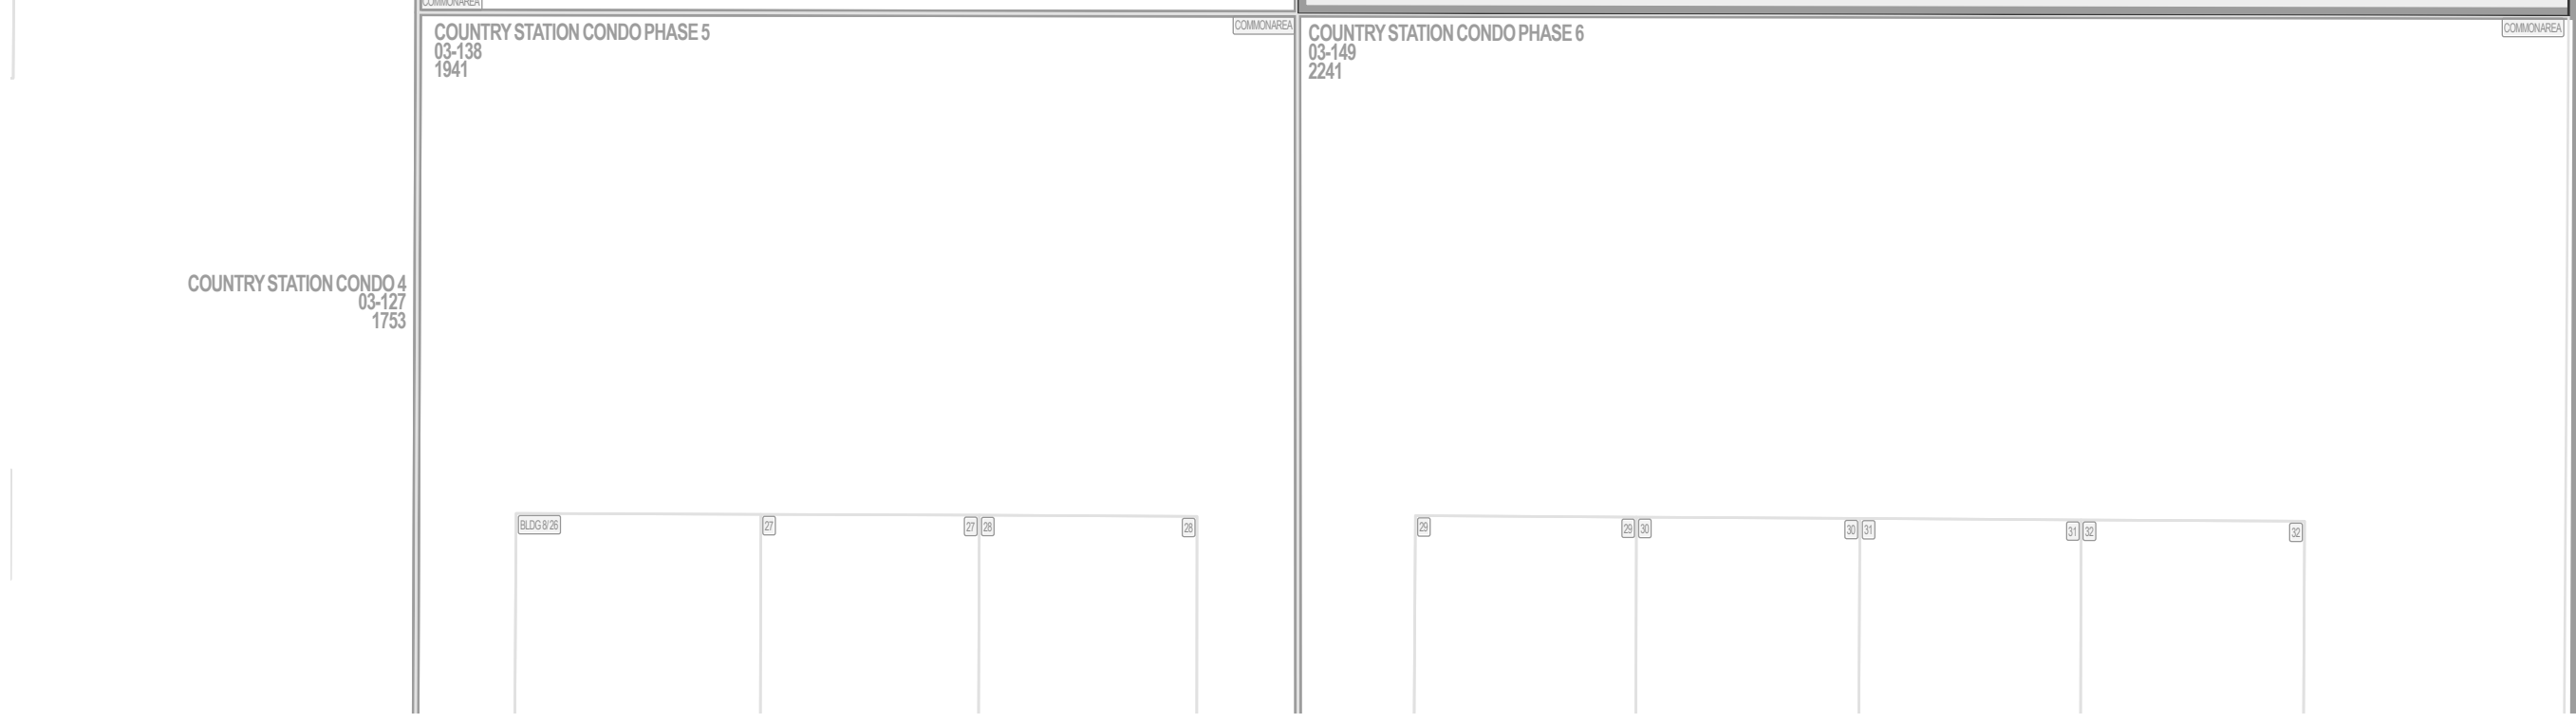 COMMONAREA
COUNTRY STATION CONDO PHASE 5
03-138
1941
COMMONAREA
COUNTRY STATION CONDO PHASE 6
03-149
2241
COMMONAREA
COUNTRY STATION CONDO 4
03-127
1753
BLDG 8/26
27
27
28
28
29
29
30
30
31
31
32
32